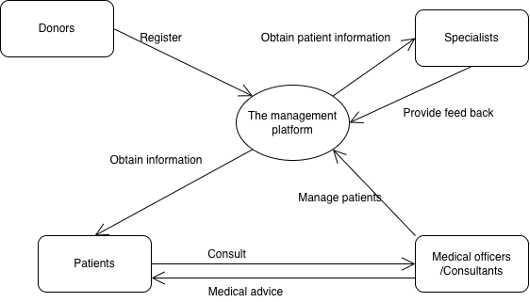 Donors
Register
Obtain patient information
Specialists
The management
platform
Provide feed back
Obtain information
Manage patients
Patients
Consult
Medical officers
/Consultants
Medical advice